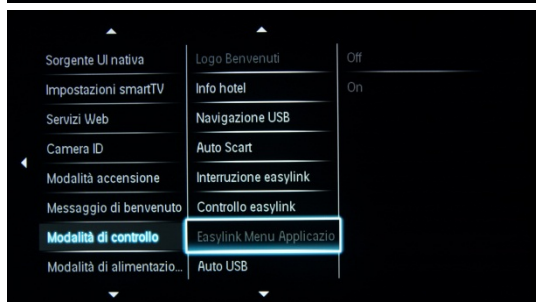 Sorgente UI nativa
Impostazioni smartTV
Servizi Web
Camera ID
Modalità accensione
Messaggio di benvenuto
Modalità di controllo
Modalità di alimentazio...
Logo Benvenuti
Info hotel
Navigazione USB
Auto Scart
Interruzione easylink
Controllo easylink
Easylink Menu Applicazio
Auto USB
Off
On